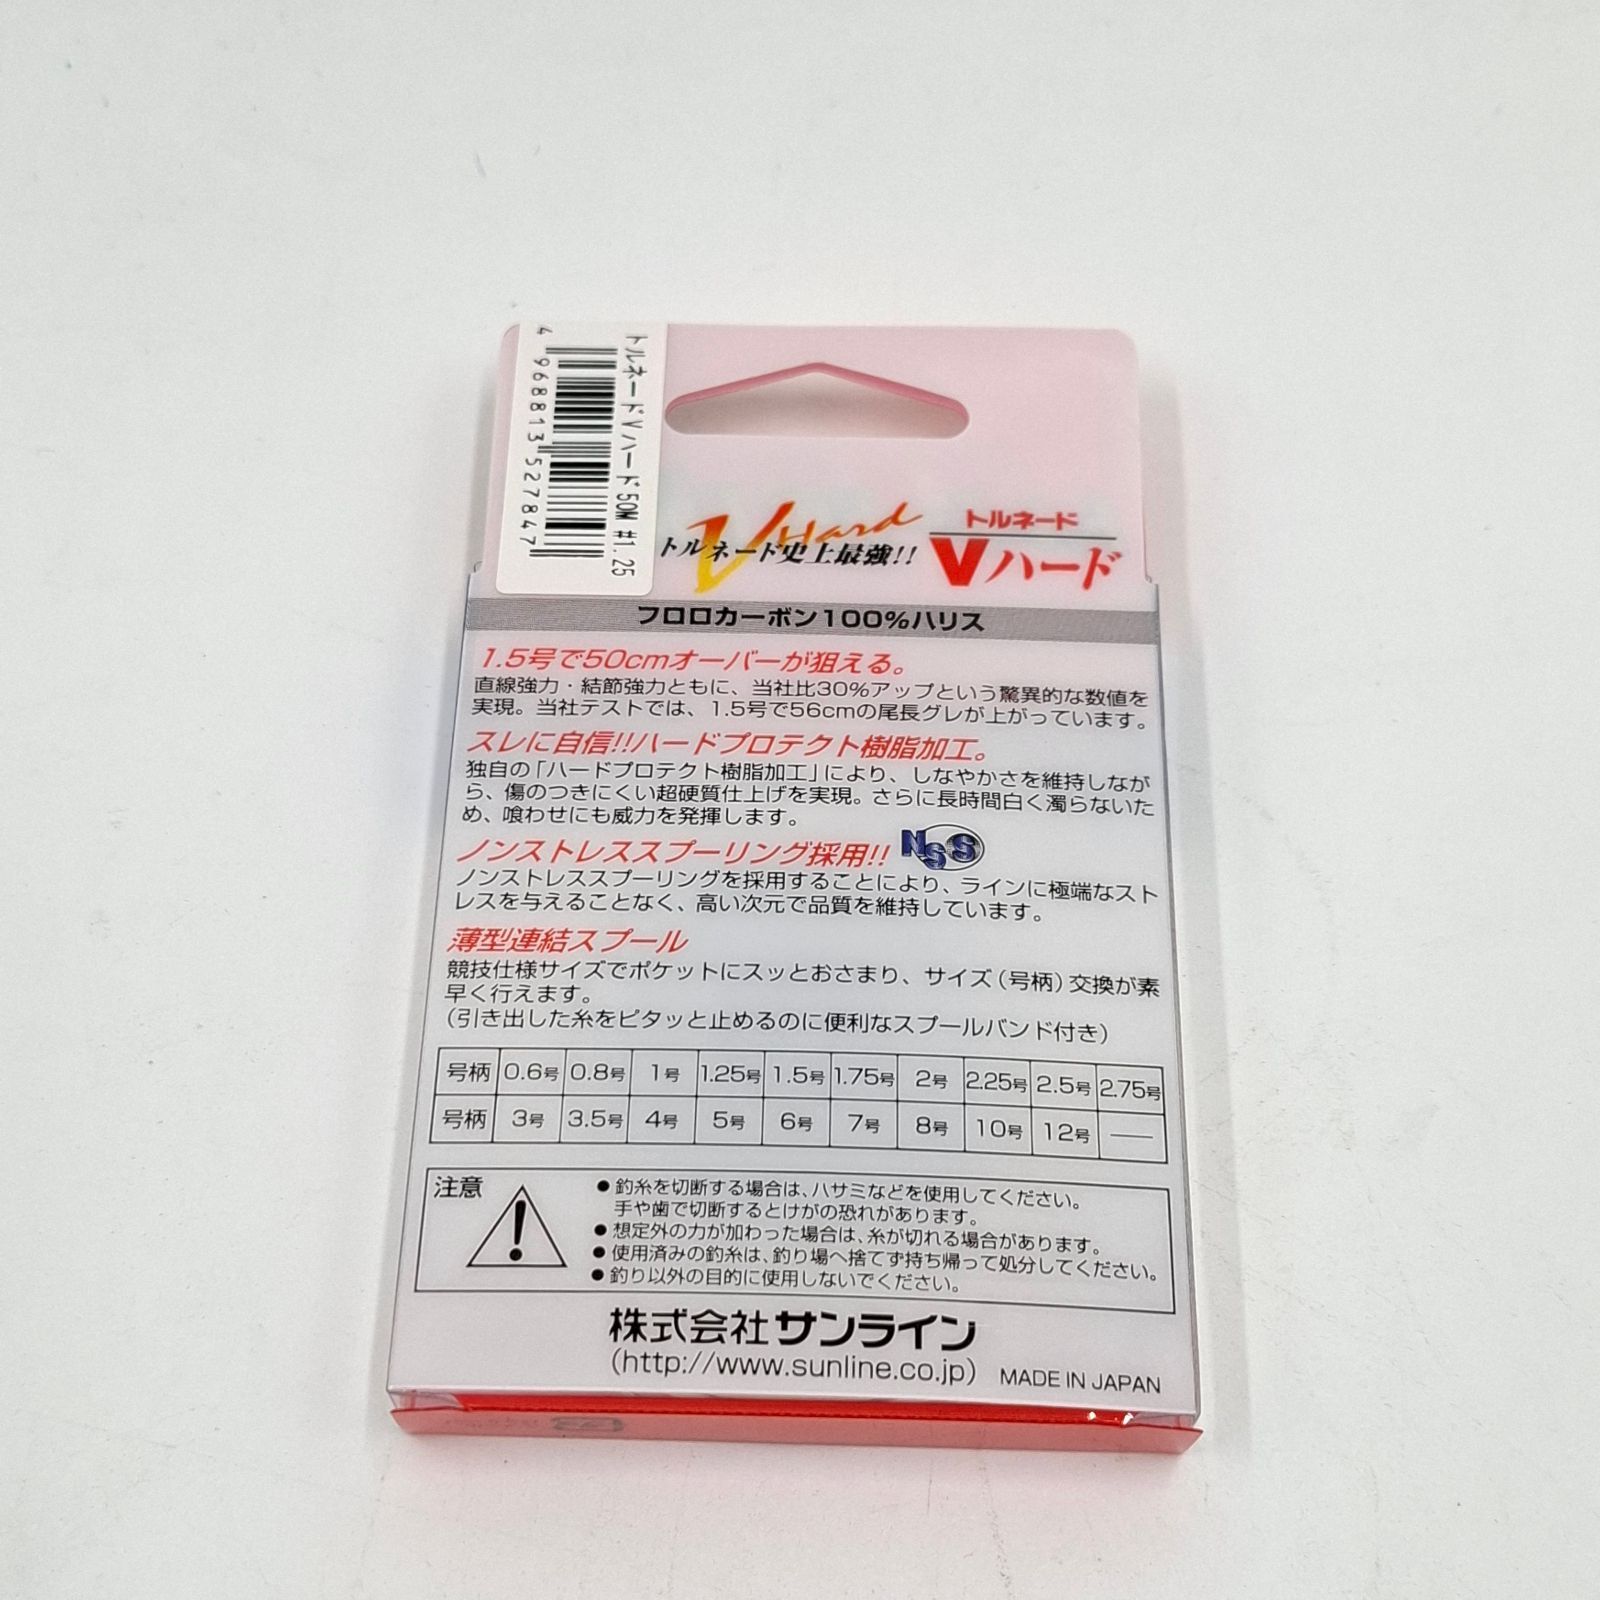 トルネードVハード50M #1.25
4 968813 527847
V Hard
トルネード史上最強!!
トルネード
Vハード
フロロカーボン100%ハリス
1.5号で50cmオーバーが狙える。
直線強力・結節強力ともに、当社比30%アップという驚異的な数値を
実現。当社テストでは、1.5号で56cmの尾長グレが上がっています。
スレに自信!!ハードプロテクト樹脂加工。
独自の「ハードプロテクト樹脂加工」により、しなやかさを維持しなが
ら、傷のつきにくい超硬質仕上げを実現。さらに長時間白く濁らないた
め、喰わせにも威力を発揮します。
ノンストレススプーリング採用!! NSS
ノンストレススプーリングを採用することにより、ラインに極端なスト
レスを与えることなく、高い次元で品質を維持しています。
薄型連結スプール
競技仕様サイズでポケットにスッとおさまり、サイズ(号柄)交換が素
早く行えます。
(引き出した糸をピタッと止めるのに便利なスプールバンド付き)
号柄 0.6号 0.8号 1号 1.25号 1.5号 1.75号 2号 2.25号 2.5号 2.75号
号柄 3号 3.5号 4号 5号 6号 7号 8号 10号 12号 ──
注意
●釣糸を切断する場合は、ハサミなどを使用してください。
手や歯で切断するとけがの恐れがあります。
●想定外の力が加わった場合は、糸が切れる場合があります。
●使用済みの釣糸は、釣り場へ捨てず持ち帰って処分してください。
●釣り以外の目的に使用しないでください。
株式会社サンライン
(http://www.sunline.co.jp) MADE IN JAPAN